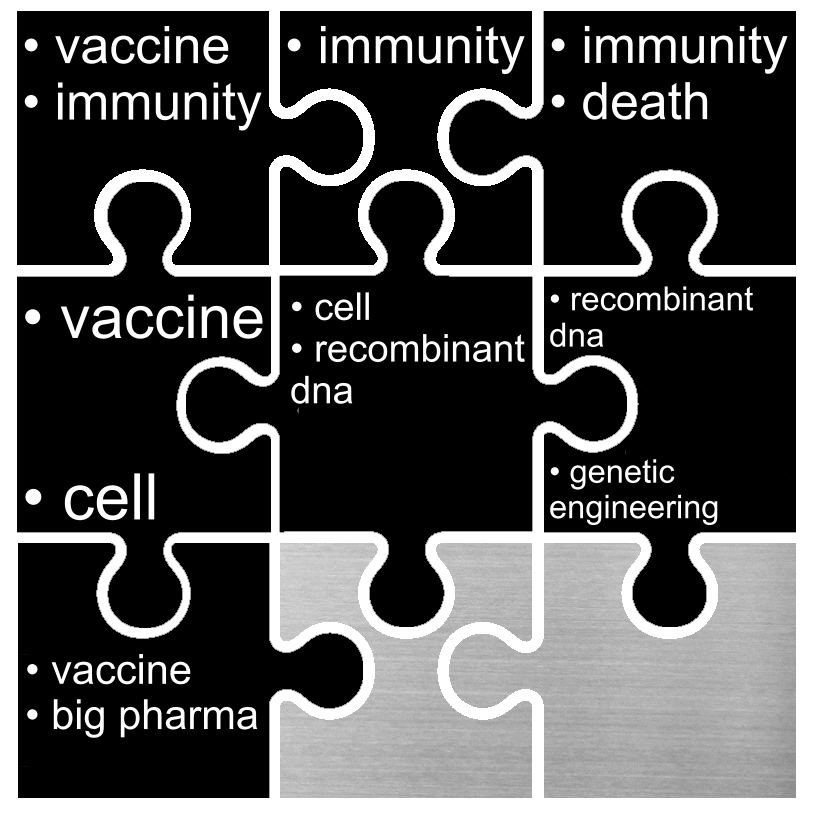 • vaccine
• immunity
• immunity
• immunity
• death
• vaccine
• cell
• cell
• recombinant
dna
• recombinant
dna
• genetic
engineering
• vaccine
• big pharma